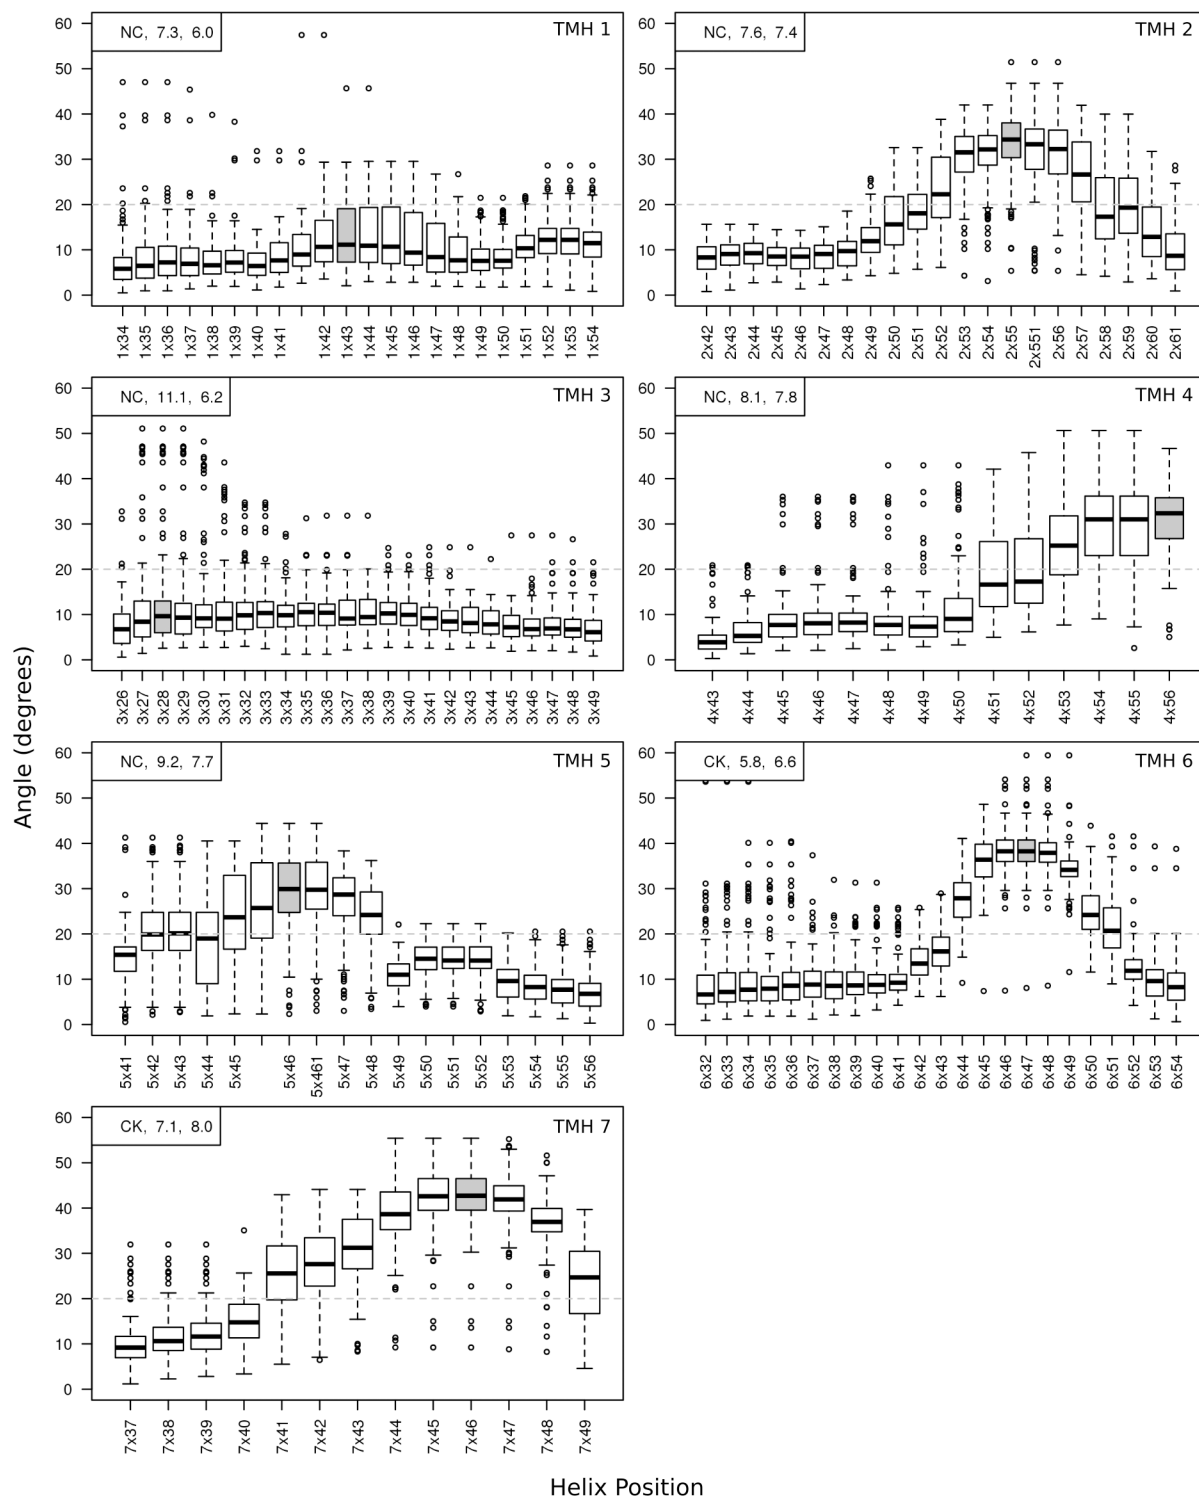 NC, 7.3, 6.0
TMH 1
60
50
40
30
20
10
0
1x34 1x35 1x36 1x37 1x38 1x39 1x40 1x41 1x42 1x43 1x44 1x45 1x46 1x47 1x48 1x49 1x50 1x51 1x52 1x53 1x54
NC, 7.6, 7.4
TMH 2
60
50
40
30
20
10
0
2x42 2x43 2x44 2x45 2x46 2x47 2x48 2x49 2x50 2x51 2x52 2x53 2x54 2x55 2x551 2x56 2x57 2x58 2x59 2x60 2x61
NC, 11.1, 6.2
TMH 3
60
50
40
30
20
10
0
3x26 3x27 3x28 3x29 3x30 3x31 3x32 3x33 3x34 3x35 3x36 3x37 3x38 3x39 3x40 3x41 3x42 3x43 3x44 3x45 3x46 3x47 3x48 3x49
NC, 8.1, 7.8
TMH 4
60
50
40
30
20
10
0
4x43 4x44 4x45 4x46 4x47 4x48 4x49 4x50 4x51 4x52 4x53 4x54 4x55 4x56
Angle (degrees)
NC, 9.2, 7.7
TMH 5
60
50
40
30
20
10
0
5x41 5x42 5x43 5x44 5x45 5x46 5x461 5x47 5x48 5x49 5x50 5x51 5x52 5x53 5x54 5x55 5x56
CK, 5.8, 6.6
TMH 6
60
50
40
30
20
10
0
6x32 6x33 6x34 6x35 6x36 6x37 6x38 6x39 6x40 6x41 6x42 6x43 6x44 6x45 6x46 6x47 6x48 6x49 6x50 6x51 6x52 6x53 6x54
CK, 7.1, 8.0
TMH 7
60
50
40
30
20
10
0
7x37 7x38 7x39 7x40 7x41 7x42 7x43 7x44 7x45 7x46 7x47 7x48 7x49
Helix Position